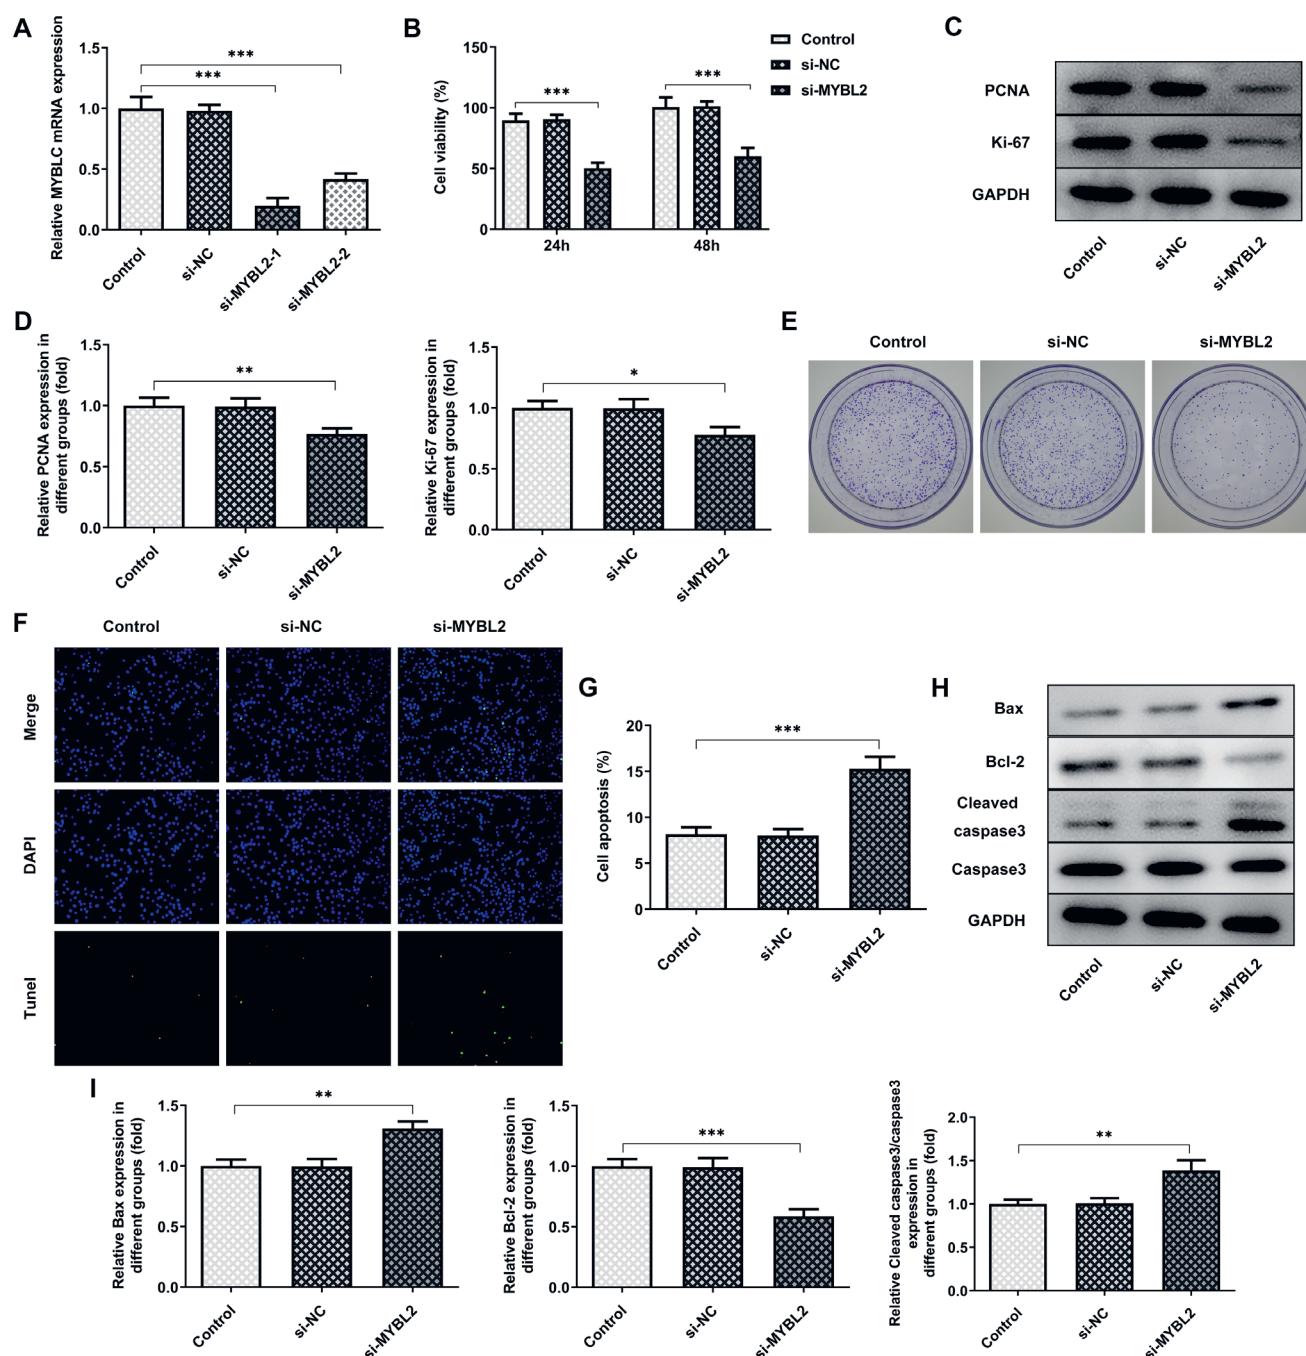 A
Relative MYBLC mRNA expression
1.5
1.0
0.5
0.0
***
***
Control
si-NC
si-MYBL2-1
si-MYBL2-2
B
Cell viability (%)
150
100
50
0
***
***
24h
48h
Control
si-NC
si-MYBL2
C
PCNA
Ki-67
GAPDH
Control
si-NC
si-MYBL2
D
Relative PCNA expression in
different groups (fold)
1.5
1.0
0.5
0.0
**
Control
si-NC
si-MYBL2
Relative Ki-67 expression in
different groups (fold)
1.5
1.0
0.5
0.0
*
Control
si-NC
si-MYBL2
E
Control
si-NC
si-MYBL2
F
Control
si-NC
si-MYBL2
Merge
DAPI
Tunel
G
Cell apoptosis (%)
20
15
10
5
0
***
Control
si-NC
si-MYBL2
H
Bax
Bcl-2
Cleaved
caspase3
Caspase3
GAPDH
Control
si-NC
si-MYBL2
I
Relative Bax expression in
different groups (fold)
1.5
1.0
0.5
0.0
**
Control
si-NC
si-MYBL2
Relative Bcl-2 expression in
different groups (fold)
1.5
1.0
0.5
0.0
***
Control
si-NC
si-MYBL2
Relative Cleaved caspase3/caspase3
expression in
different groups (fold)
2.0
1.5
1.0
0.5
0.0
**
Control
si-NC
si-MYBL2